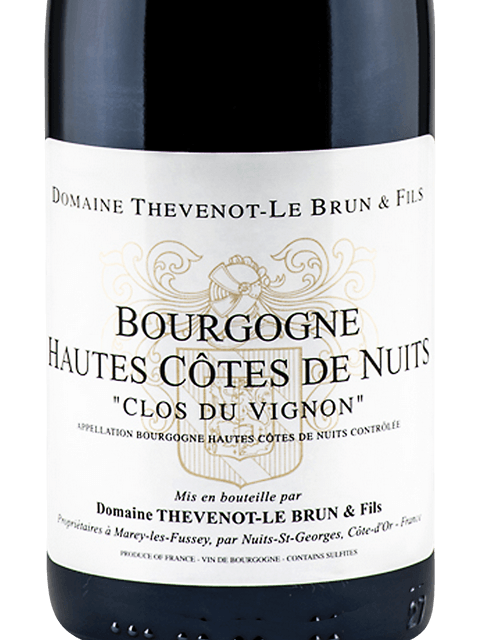 DOMAINE THEVENOT-LE BRUN & FILS
BOURGOGNE
HAUTES CÔTES DE NUITS
"CLOS DU VIGNON"
APPELLATION BOURGOGNE HAUTES CÔTES DE NUITS CONTRÔLÉE
Mis en bouteille par
Domaine THEVENOT-LE BRUN & Fils
Propriétaires à Marey-les-Fussey, par Nuits-St-Georges, Côte-d'Or - France
PRODUCE OF FRANCE - VIN DE BOURGOGNE - CONTAINS SULFITES
27